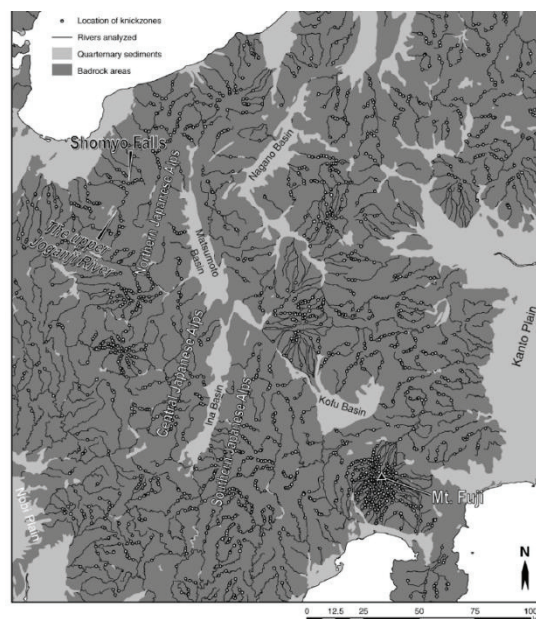 Location of knickzones
Rivers analyzed
Quarternary sediments
Badrock areas
Shomyo Falls
The upper
Joganji River
Northern Japanese Alps
Nagano Basin
Matsumoto
Basin
Central Japanese Alps
Ina Basin
Southern Japanese Alps
Kofu Basin
Kanto Plain
Mt. Fuji
N
0 12.5 25 50 75 100